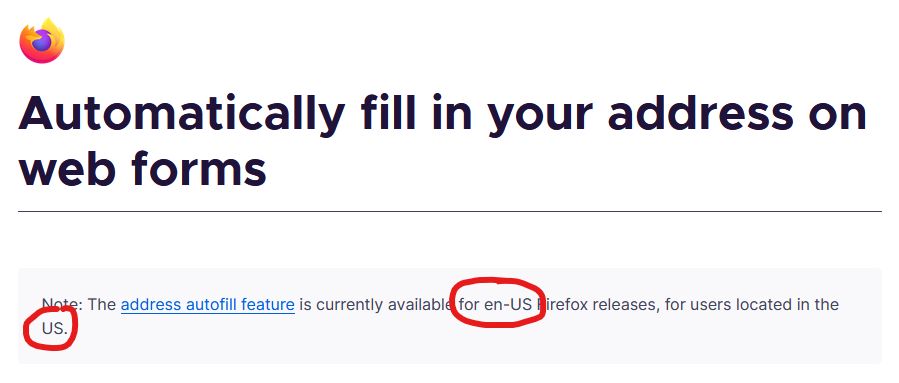 Automatically fill in your address on
web forms
Note: The address autofill feature is currently available for en-US Firefox releases, for users located in the
US.